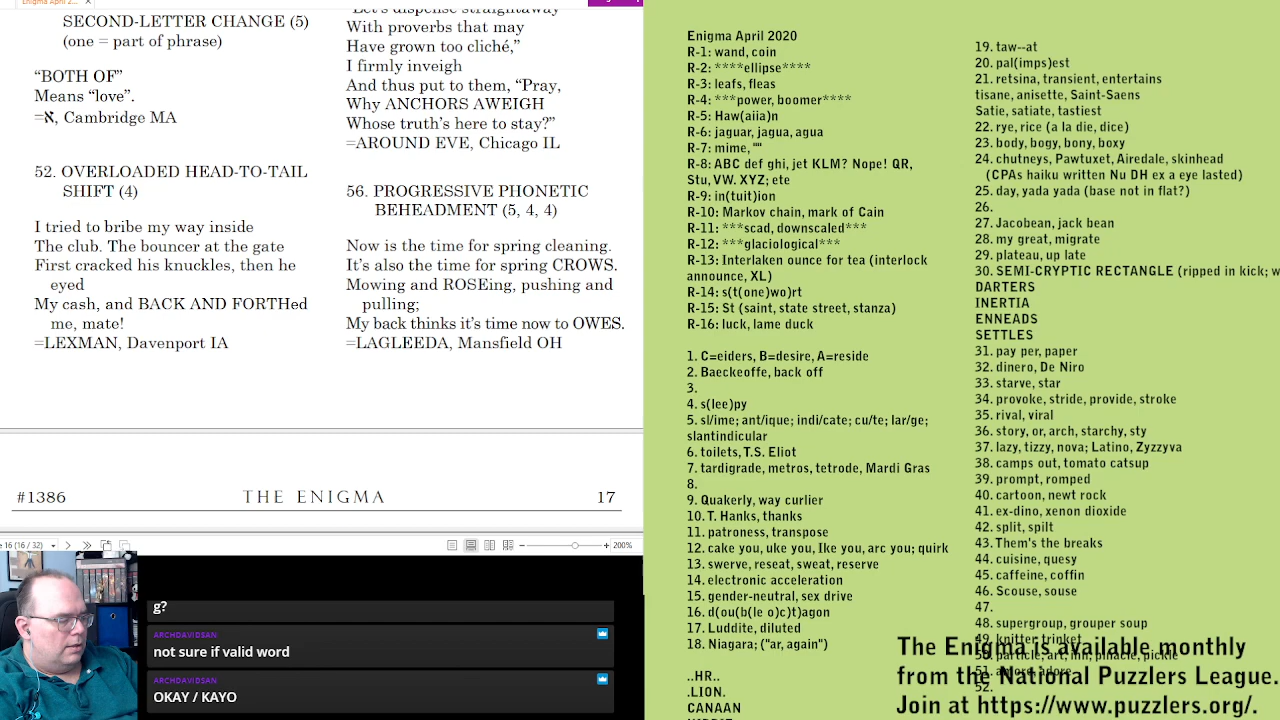 Enigma April 2...
SECOND-LETTER CHANGE (5)
(one = part of phrase)
“BOTH OF”
Means “love”.
=ℵ, Cambridge MA
52. OVERLOADED HEAD-TO-TAIL
SHIFT (4)
I tried to bribe my way inside
The club. The bouncer at the gate
First cracked his knuckles, then he
eyed
My cash, and BACK AND FORTHed
me, mate!
=LEXMAN, Davenport IA
“Let's dispense straightaway
With proverbs that may
Have grown too cliché,”
I firmly inveigh
And thus put to them, “Pray,
Why ANCHORS AWEIGH
Whose truth's here to stay?”
=AROUND EVE, Chicago IL
56. PROGRESSIVE PHONETIC
BEHEADMENT (5, 4, 4)
Now is the time for spring cleaning.
It's also the time for spring CROWS.
Mowing and ROSEing, pushing and
pulling;
My back thinks it's time now to OWES.
=LAGLEEDA, Mansfield OH
#1386 THE ENIGMA 17
16 (16 / 32) 200%
g?
ARCHDAVIDSAN:
not sure if valid word
ARCHDAVIDSAN:
OKAY / KAYO
Enigma April 2020
R-1: wand, coin
R-2: ****ellipse****
R-3: leafs, fleas
R-4: ***power, boomer****
R-5: Haw(aiia)n
R-6: jaguar, jagua, agua
R-7: mime, ""
R-8: ABC def ghi, jet KLM? Nope! QR,
Stu, VW. XYZ; ete
R-9: in(tuit)ion
R-10: Markov chain, mark of Cain
R-11: ***scad, downscaled***
R-12: ***glaciological***
R-13: Interlaken ounce for tea (interlock
announce, XL)
R-14: s(t(one)wo)rt
R-15: St (saint, state street, stanza)
R-16: luck, lame duck
1. C=eiders, B=desire, A=reside
2. Baeckeoffe, back off
3.
4. s(lee)py
5. sl/ime; ant/ique; indi/cate; cu/te; lar/ge;
slantindicular
6. toilets, T.S. Eliot
7. tardigrade, metros, tetrode, Mardi Gras
8.
9. Quakerly, way curlier
10. T. Hanks, thanks
11. patroness, transpose
12. cake you, uke you, Ike you, arc you; quirk
13. swerve, reseat, sweat, reserve
14. electronic acceleration
15. gender-neutral, sex drive
16. d(ou(b(le o)c)t)agon
17. Luddite, diluted
18. Niagara; ("ar, again")
..HR..
.LION.
CANAAN
19. taw--at
20. pal(imps)est
21. retsina, transient, entertains
tisane, anisette, Saint-Saens
Satie, satiate, tastiest
22. rye, rice (a la die, dice)
23. body, bogy, bony, boxy
24. chutneys, Pawtuxet, Airedale, skinhead
(CPAs haiku written Nu DH ex a eye lasted)
25. day, yada yada (base not in flat?)
26.
27. Jacobean, jack bean
28. my great, migrate
29. plateau, up late
30. SEMI-CRYPTIC RECTANGLE (ripped in kick; w
DARTERS
INERTIA
ENNEADS
SETTLES
31. pay per, paper
32. dinero, De Niro
33. starve, star
34. provoke, stride, provide, stroke
35. rival, viral
36. story, or, arch, starchy, sty
37. lazy, tizzy, nova; Latino, Zyzzyva
38. camps out, tomato catsup
39. prompt, romped
40. cartoon, newt rock
41. ex-dino, xenon dioxide
42. split, spilt
43. Them's the breaks
44. cuisine, quesy
45. caffeine, coffin
46. Scouse, souse
47.
48. supergroup, grouper soup
49. knitter trinket
50. particle, art, inn, pinacle, pickle
51. amore, adore
52.
The Enigma is available monthly
from the National Puzzlers League.
Join at https://www.puzzlers.org/.